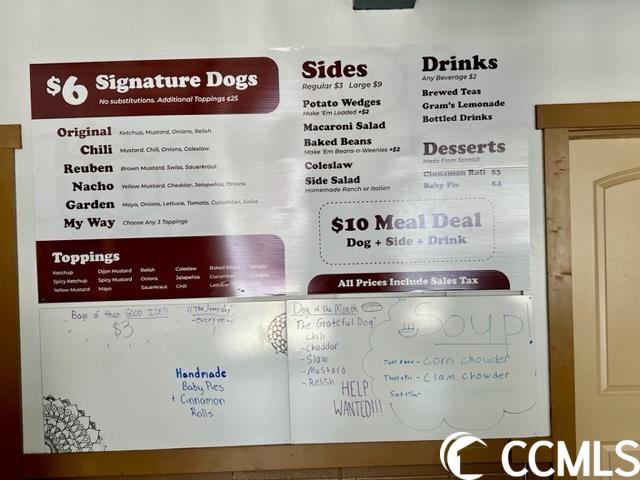 $6 Signature Dogs
No substitutions. Additional Toppings ¢25
Original Ketchup, Mustard, Onions, Relish
Chili Mustard, Chili, Onions, Coleslaw
Reuben Brown Mustard, Swiss, Sauerkraut
Nacho Yellow Mustard, Cheddar, Jalapeños, Onions
Garden Mayo, Onions, Lettuce, Tomato, Cucumber, Swiss
My Way Choose Any 3 Toppings
Toppings
Ketchup Dijon Mustard Relish Coleslaw Baked Beans Tomato
Spicy Ketchup Spicy Mustard Onions Jalapeños Cucumber
Yellow Mustard Mayo Sauerkraut Chili Lettuce
Sides
Regular $3 Large $9
Potato Wedges
Make 'Em Loaded +$2
Macaroni Salad
Baked Beans
Make 'Em Beans-n-Weenies +$2
Coleslaw
Side Salad
Homemade Ranch or Italian
Drinks
Any Beverage $2
Brewed Teas
Gram's Lemonade
Bottled Drinks
Desserts
Made From Scratch
Cinnamon Roll $3
Baby Pie $4
$10 Meal Deal
Dog + Side + Drink
All Prices Include Sales Tax
- Bags of that GOOD ICE!!
$3
- everytime
Handmade
Baby Pies
+ Cinnamon
Rolls
Dog of the Month
"The Grateful Dog"
- Chili
- Cheddar
- Slaw
- Mustard
- Relish
HELP
WANTED!!!
Soup!
- Corn Chowder
- Clam Chowder
CCMLS